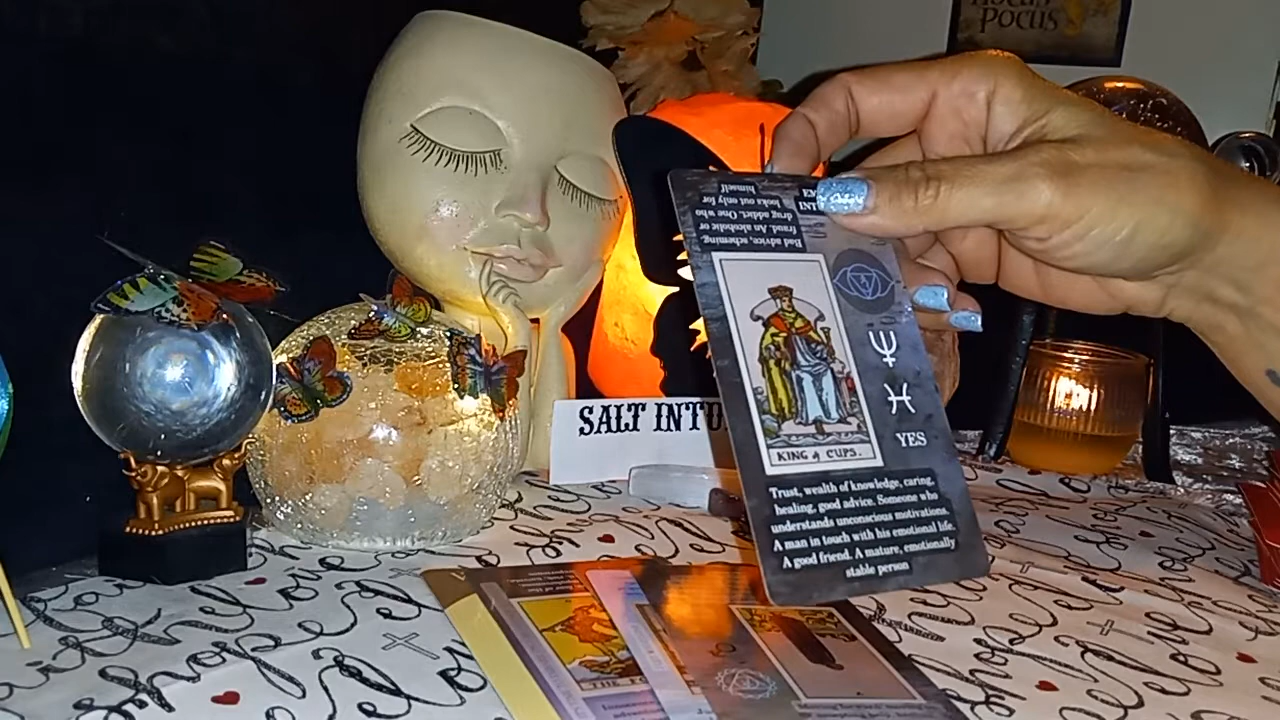 HOCUS
POCUS
himself
looks out only for
drug addict. One who
fraud. An alcoholic or
Bad advice, scheming,
KING of CUPS.
YES
Trust, wealth of knowledge, caring,
healing, good advice. Someone who
understands unconscious motivations.
A man in touch with his emotional life.
A good friend. A mature, emotionally
stable person
SALT INTU
hope
love